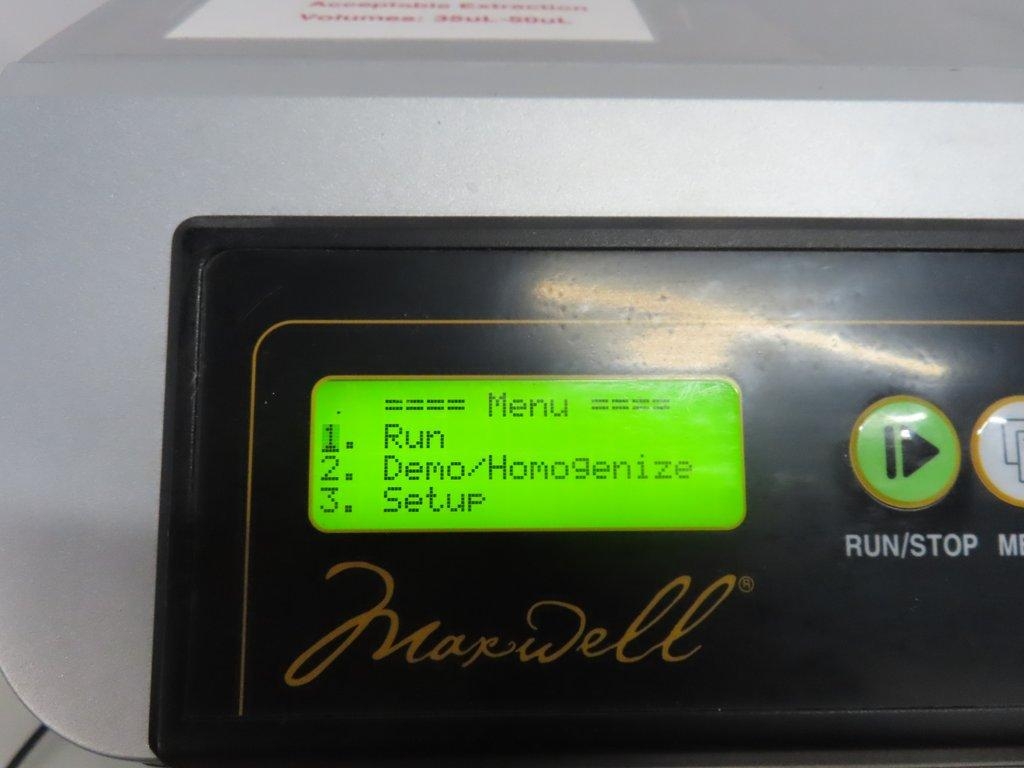 Acceptable Extraction
Volumes: 35uL-50uL
==== Menu ====
1. Run
2. Demo/Homogenize
3. Setup
RUN/STOP
Maxwell®